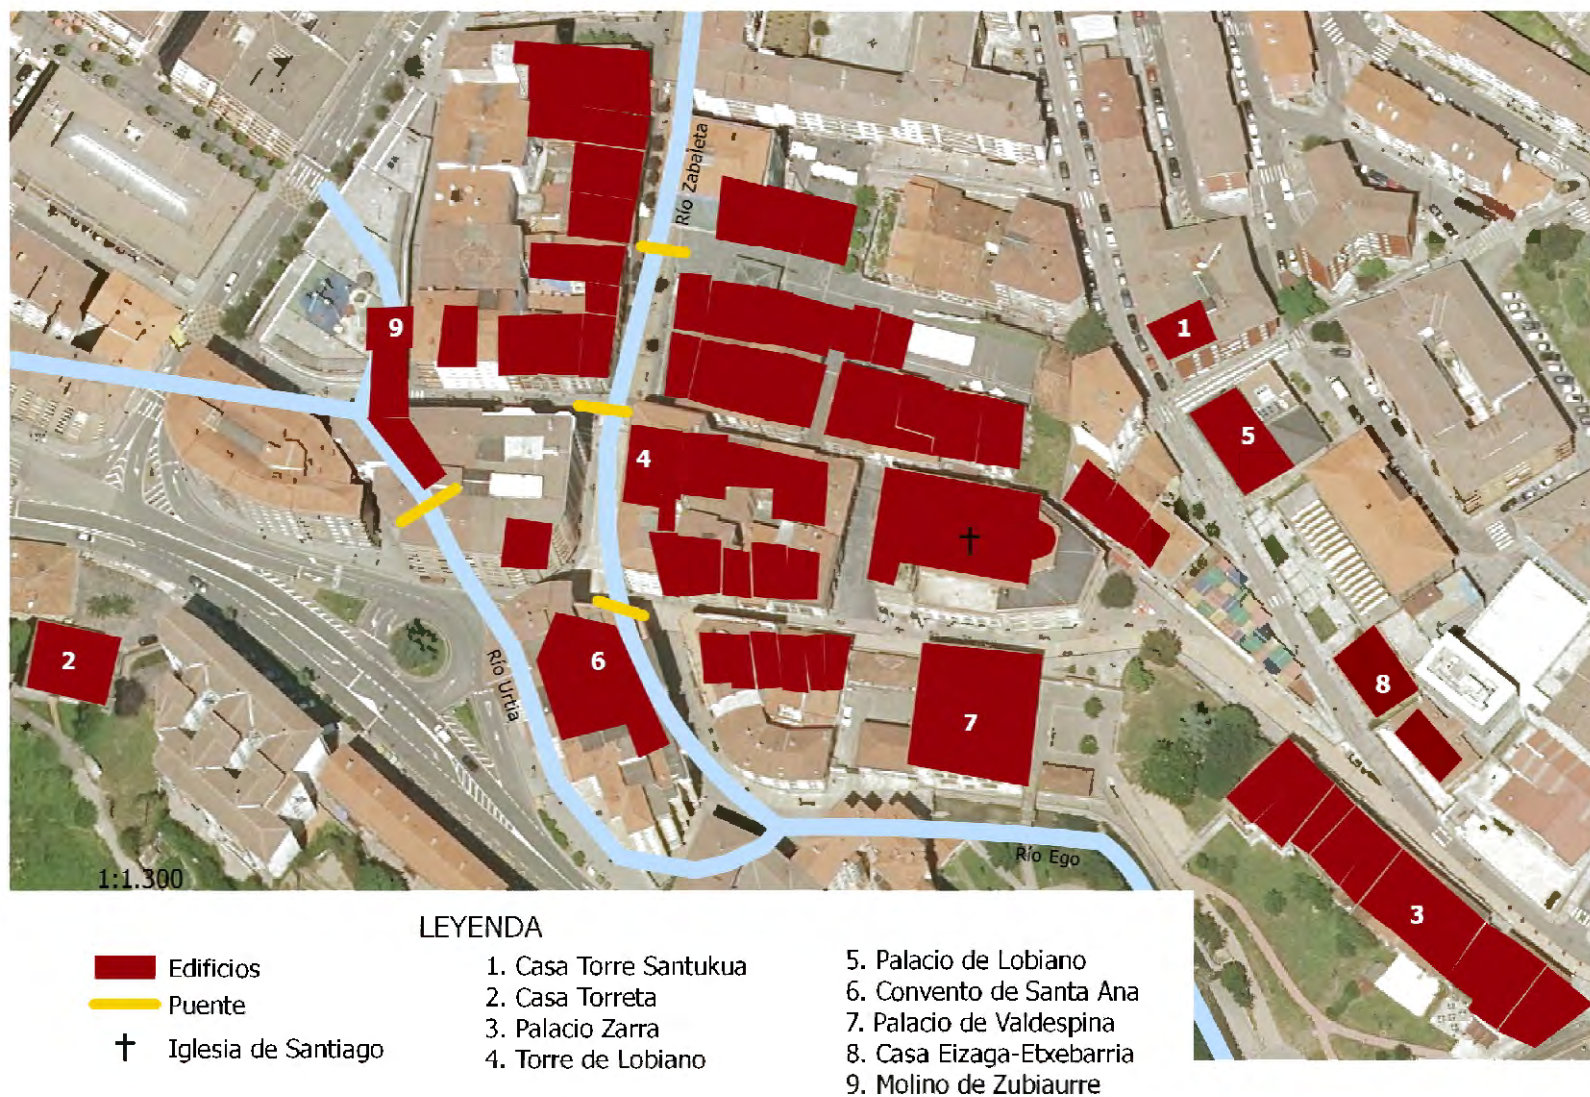 Río Zabaleta
9
1
5
4
Río Urtia
2
6
8
7
Río Ego
3
1:1.300
LEYENDA
Edificios
Puente
Iglesia de Santiago
1. Casa Torre Santukua
2. Casa Torreta
3. Palacio Zarra
4. Torre de Lobiano
5. Palacio de Lobiano
6. Convento de Santa Ana
7. Palacio de Valdespina
8. Casa Eizaga-Etxebarria
9. Molino de Zubiaurre